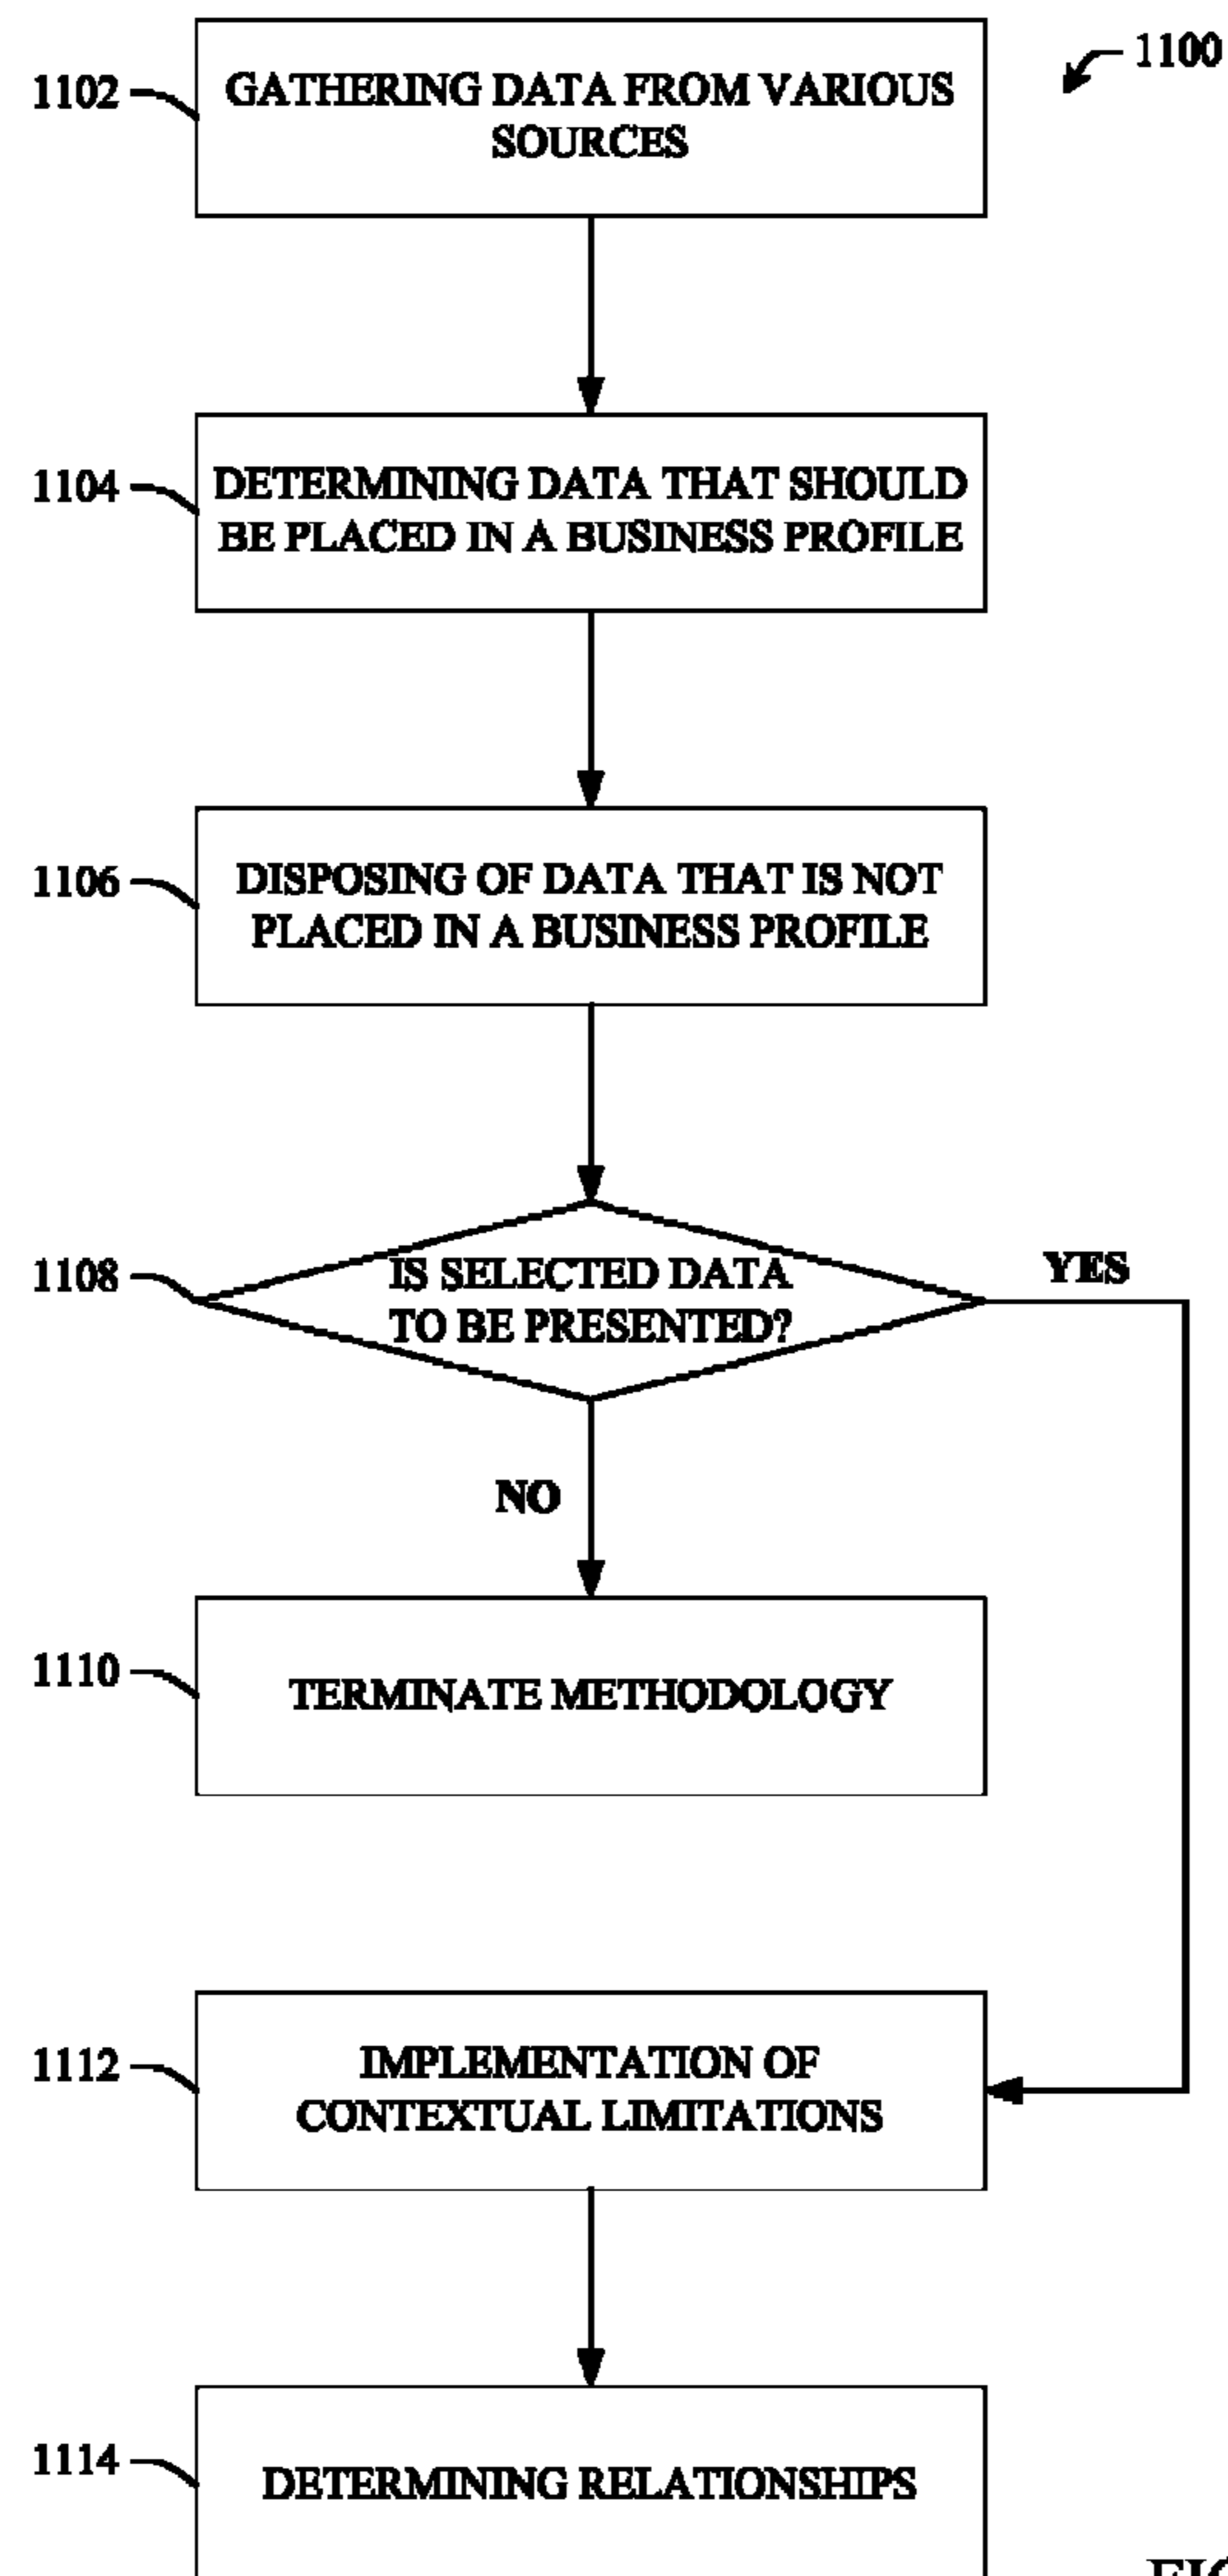 1100
1102
GATHERING DATA FROM VARIOUS
SOURCES
1104
DETERMINING DATA THAT SHOULD
BE PLACED IN A BUSINESS PROFILE
1106
DISPOSING OF DATA THAT IS NOT
PLACED IN A BUSINESS PROFILE
1108
IS SELECTED DATA
TO BE PRESENTED?
YES
NO
1110
TERMINATE METHODOLOGY
1112
IMPLEMENTATION OF
CONTEXTUAL LIMITATIONS
1114
DETERMINING RELATIONSHIPS